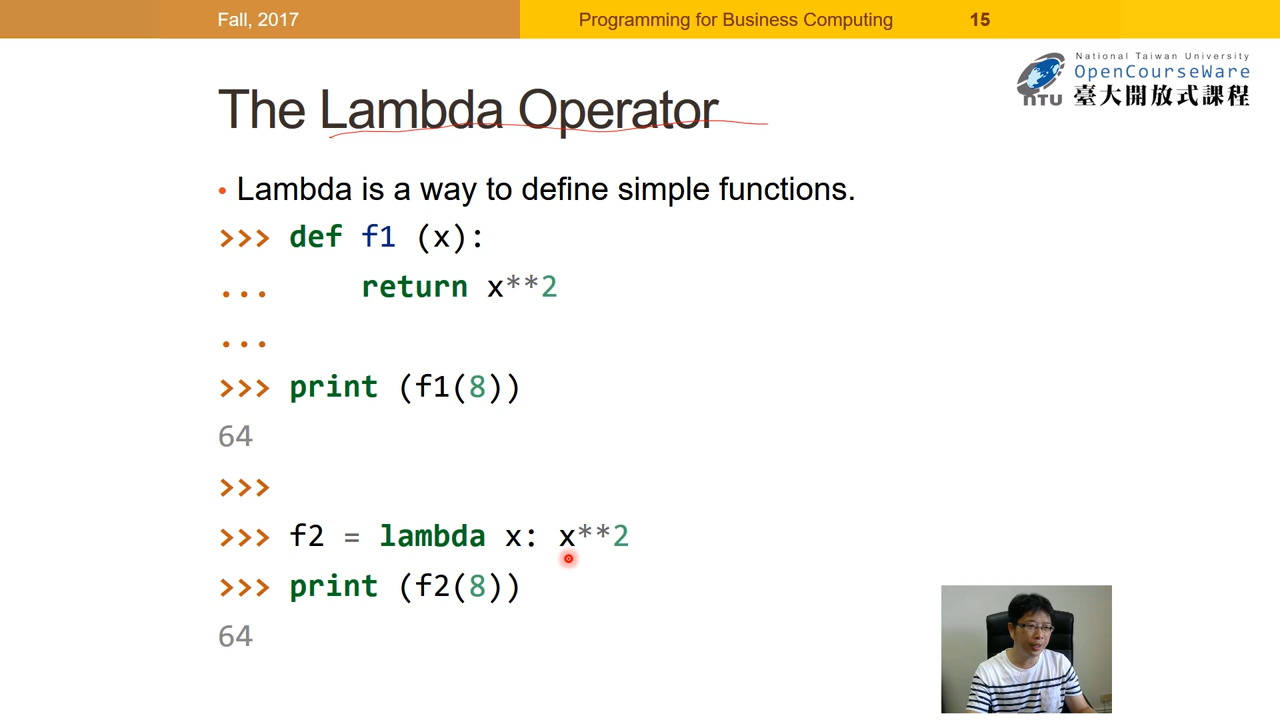 Fall, 2017
Programming for Business Computing 15
National Taiwan University
OpenCourseWare
NTU 臺大開放式課程
The Lambda Operator
• Lambda is a way to define simple functions.
>>> def f1 (x):
... return x**2
...
>>> print (f1(8))
64
>>>
>>> f2 = lambda x: x**2
>>> print (f2(8))
64